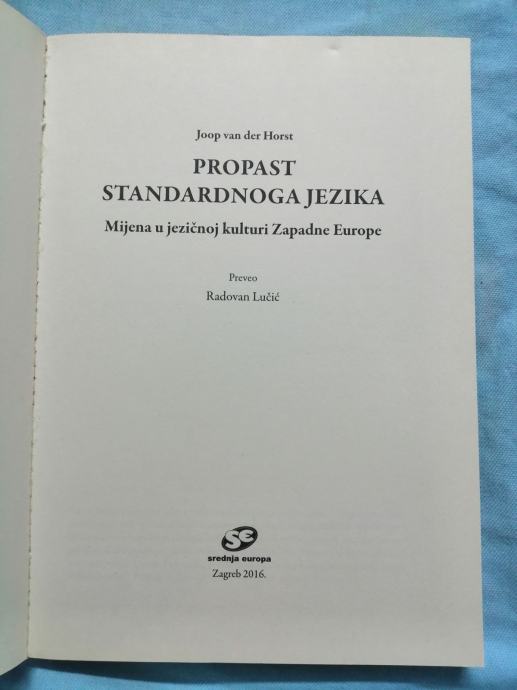 Joop van der Horst
PROPAST
STANDARDNOGA JEZIKA
Mijena u jezičnoj kulturi Zapadne Europe
Preveo
Radovan Lučić
SE
srednja europa
Zagreb 2016.